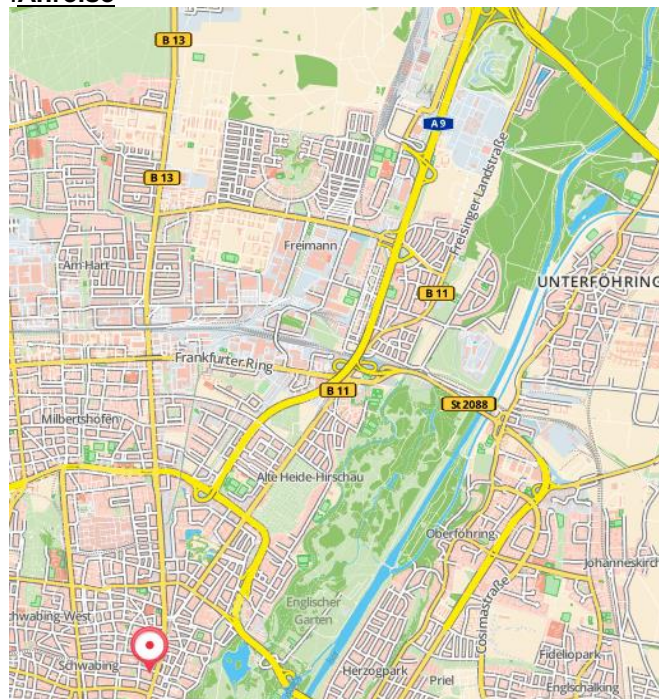 Anreise
B 13
A 9
B 13
Freisinger-Landstraße
Freimann
Am Hart
UNTERFÖHRING
B 11
Frankfurter Ring
B 11
St 2088
Milbertshofen
Alte Heide-Hirschau
Oberföhring
Johanneskirch
Englischer
Garten
Cosimastraße
chwabing-West
Schwabing
Herzogpark
Priel
Fideliopark
Englschalking